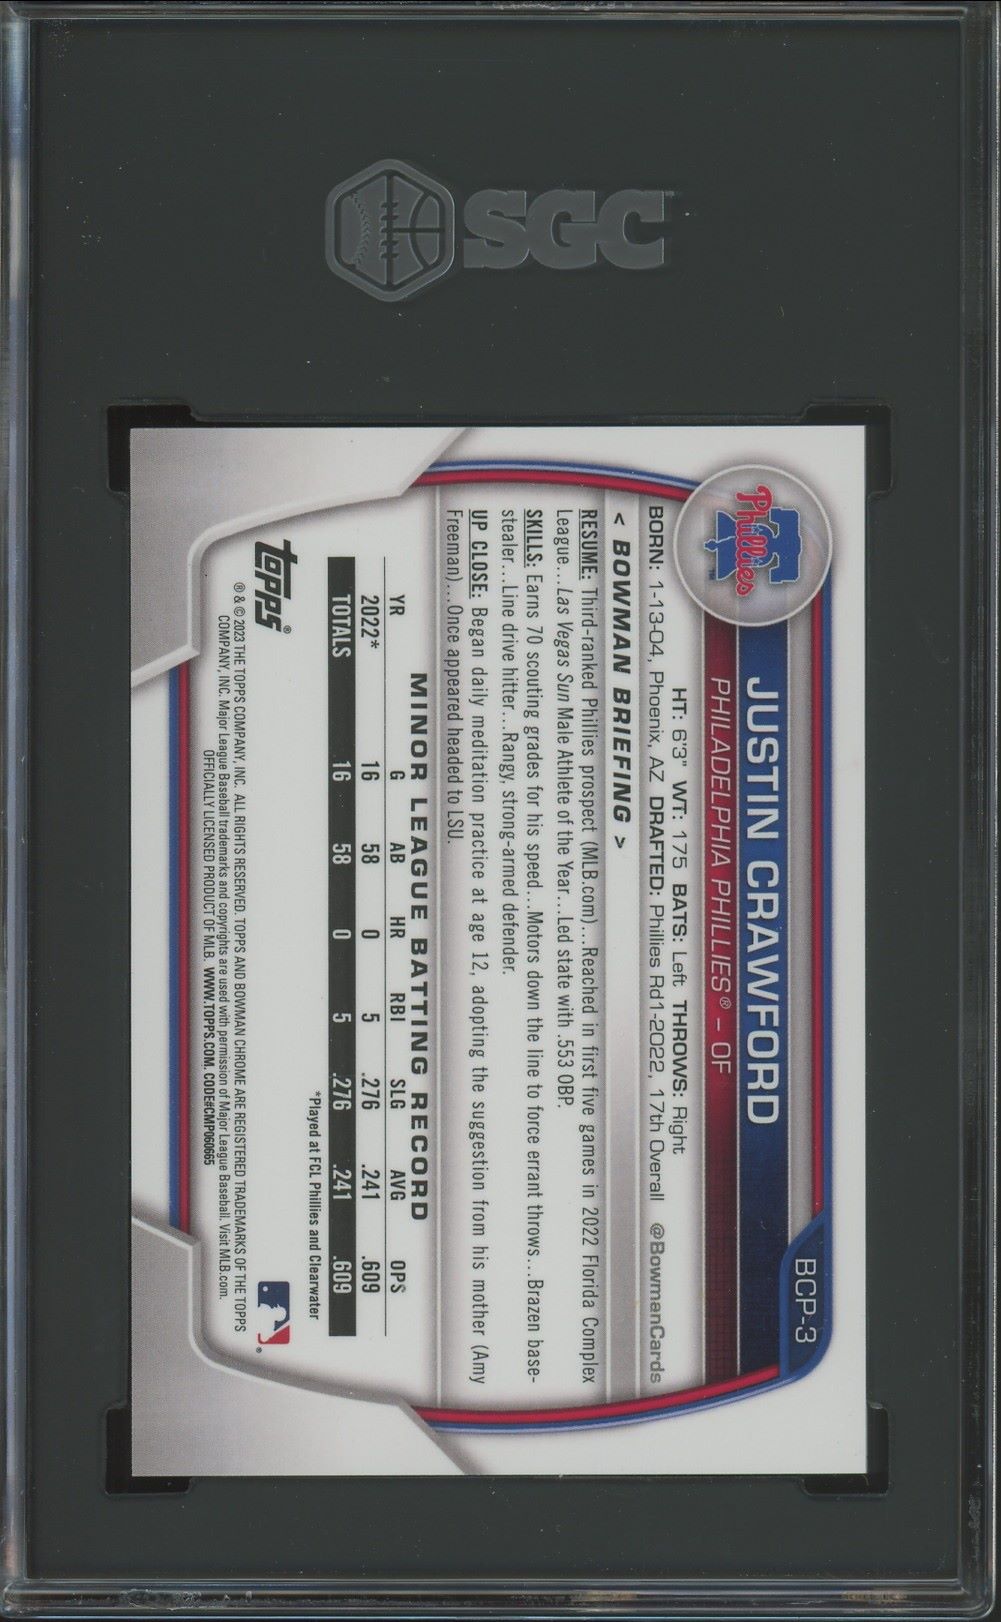 SGC
Phillies
BCP-3
JUSTIN CRAWFORD
PHILADELPHIA PHILLIES® – OF
HT: 6'3" WT: 175 BATS: Left THROWS: Right
BORN: 1-13-04, Phoenix, AZ DRAFTED: Phillies Rd1-2022, 17th Overall @BowmanCards
< BOWMAN BRIEFING >
RESUME: Third-ranked Phillies prospect (MLB.com)...Reached in first five games in 2022 Florida Complex
League...Las Vegas Sun Male Athlete of the Year...Led state with .553 OBP.
SKILLS: Earns 70 scouting grades for his speed...Motors down the line to force errant throws...Brazen base-
stealer...Line drive hitter...Rangy, strong-armed defender.
UP CLOSE: Began daily meditation practice at age 12, adopting the suggestion from his mother (Amy
Freeman)...Once appeared headed to LSU.
MINOR LEAGUE BATTING RECORD
YR G AB HR RBI SLG AVG OPS
2022* 16 58 0 5 .276 .241 .609
TOTALS 16 58 0 5 .276 .241 .609
*Played at FCL Phillies and Clearwater
topps®
® & © 2023 THE TOPPS COMPANY, INC. ALL RIGHTS RESERVED. TOPPS AND BOWMAN CHROME ARE REGISTERED TRADEMARKS OF THE TOPPS
COMPANY, INC. Major League Baseball trademarks and copyrights are used with permission of Major League Baseball. Visit MLB.com.
OFFICIALLY LICENSED PRODUCT OF MLB. WWW.TOPPS.COM. CODE#CMP060665